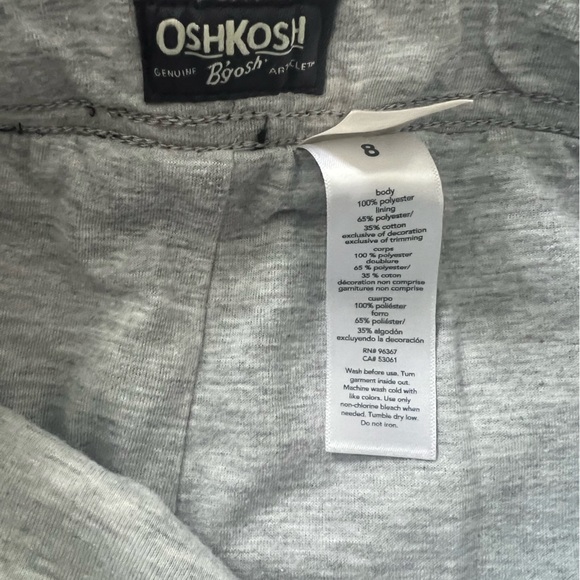 OSHKOSH
GENUINE B'gosh® ARTICLE™
8
body
100% polyester
lining
65% polyester/
35% cotton
exclusive of decoration
exclusive of trimming
corps
100 % polyester
doublure
65 % polyester/
35 % coton
décoration non comprise
garnitures non comprise
cuerpo
100% poliéster
forro
65% poliéster/
35% algodón
excluyendo la decoración
RN# 96367
CA# 53061
Wash before use. Turn
garment inside out.
Machine wash cold with
like colors. Use only
non-chlorine bleach when
needed. Tumble dry low.
Do not iron.